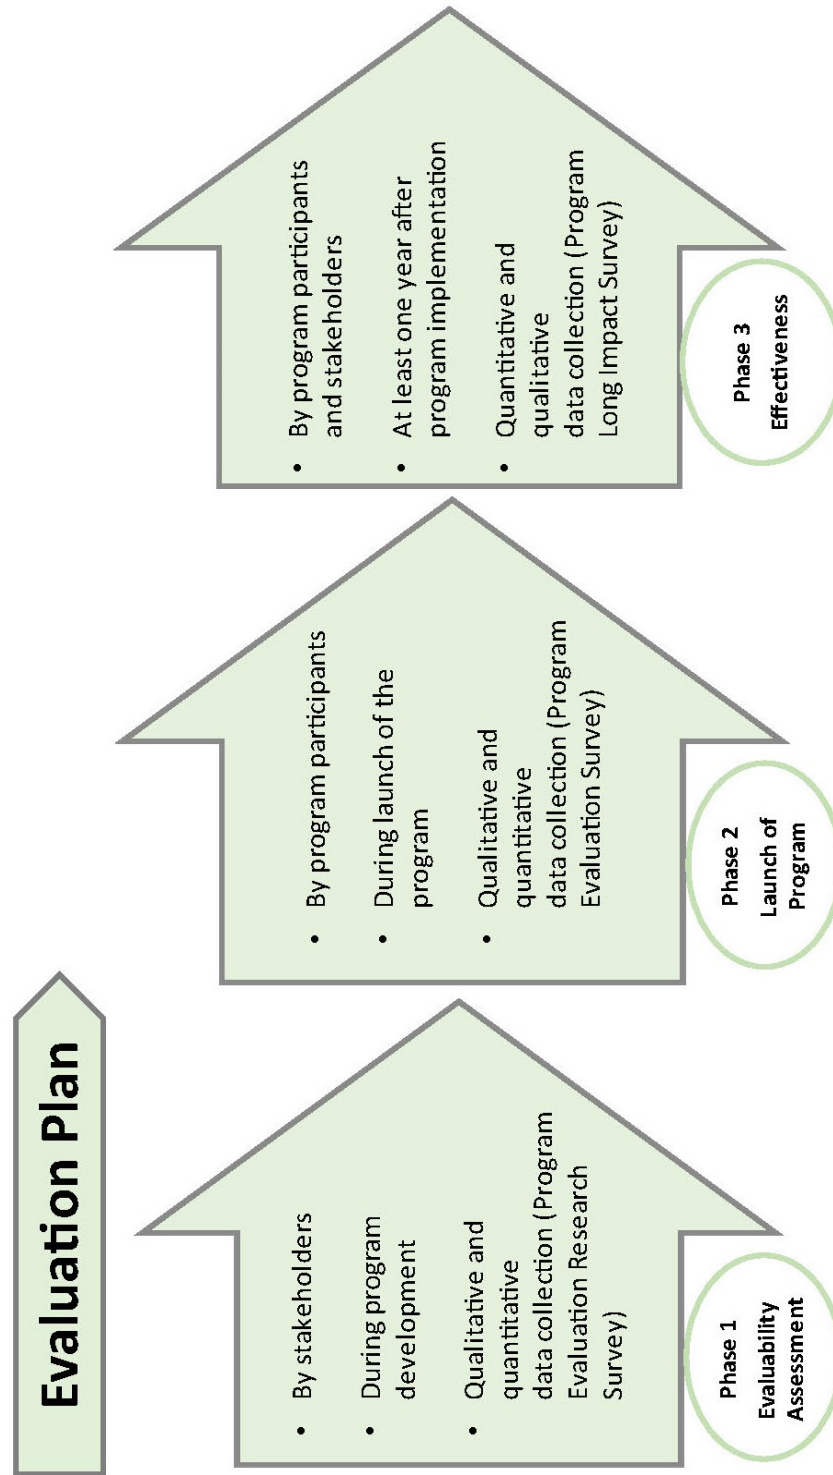 Evaluation Plan
• By stakeholders
• During program
development
• Qualitative and
quantitative
data collection (Program
Evaluation Research
Survey)
Phase 1
Evaluability
Assessment
• By program participants
• During launch of the
program
• Qualitative and
quantitative
data collection (Program
Evaluation Survey)
Phase 2
Launch of
Program
• By program participants
and stakeholders
• At least one year after
program implementation
• Quantitative and
qualitative
data collection (Program
Long Impact Survey)
Phase 3
Effectiveness